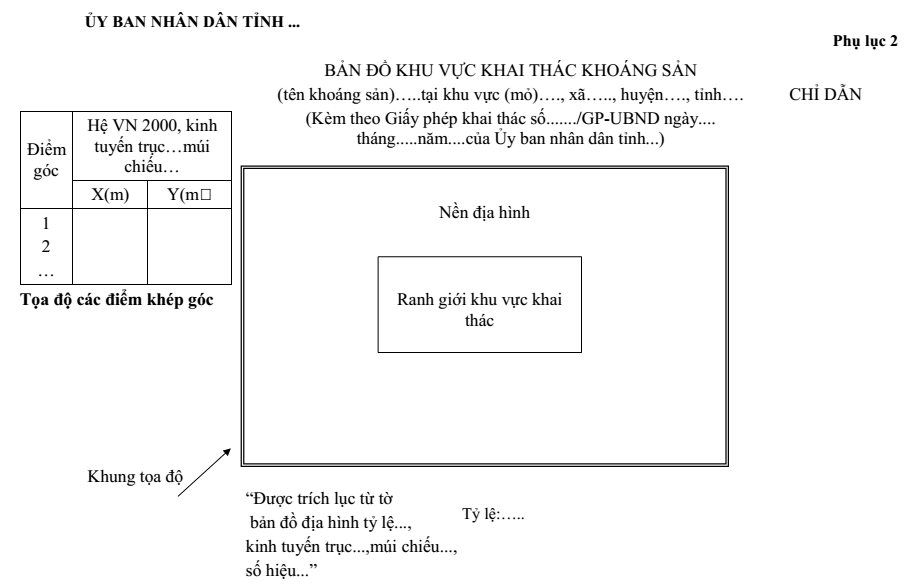 ỦY BAN NHÂN DÂN TỈNH ...
Phụ lục 2
BẢN ĐỒ KHU VỰC KHAI THÁC KHOÁNG SẢN
(tên khoáng sản)…..tại khu vực (mỏ)…., xã….., huyện…., tỉnh….
CHỈ DẪN
(Kèm theo Giấy phép khai thác số......./GP-UBND ngày....
tháng.....năm....của Ủy ban nhân dân tỉnh...)
Điểm
góc
Hệ VN 2000, kinh
tuyến trục…múi
chiếu…
X(m)
Y(m□
1
2
…
Tọa độ các điểm khép góc
Nền địa hình
Ranh giới khu vực khai
thác
Khung tọa độ
“Được trích lục từ tờ
bản đồ địa hình tỷ lệ...,
kinh tuyến trục...,múi chiếu...,
số hiệu...”
Tỷ lệ:…..